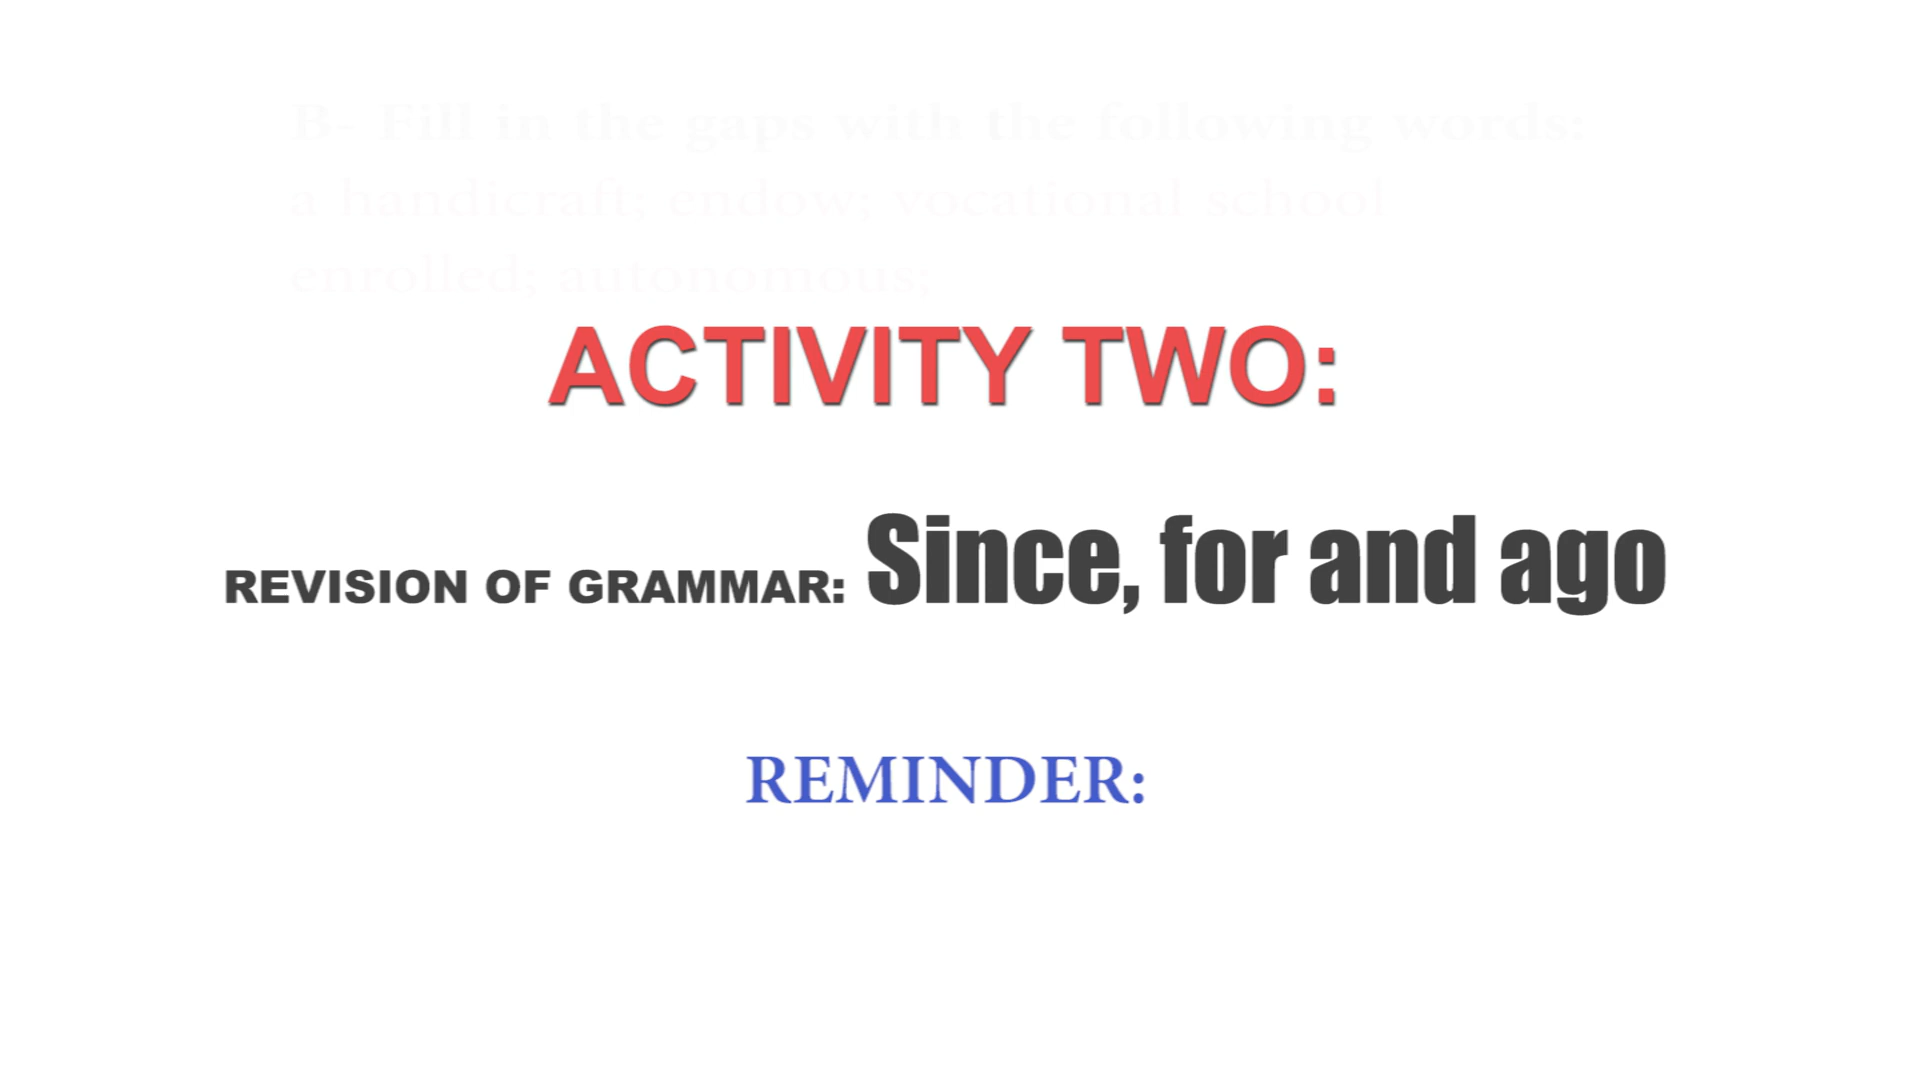 B- Fill in the gaps with the following words:
a handicraft; endow; vocational school
enrolled; autonomous;
ACTIVITY TWO:
REVISION OF GRAMMAR: Since, for and ago
REMINDER: